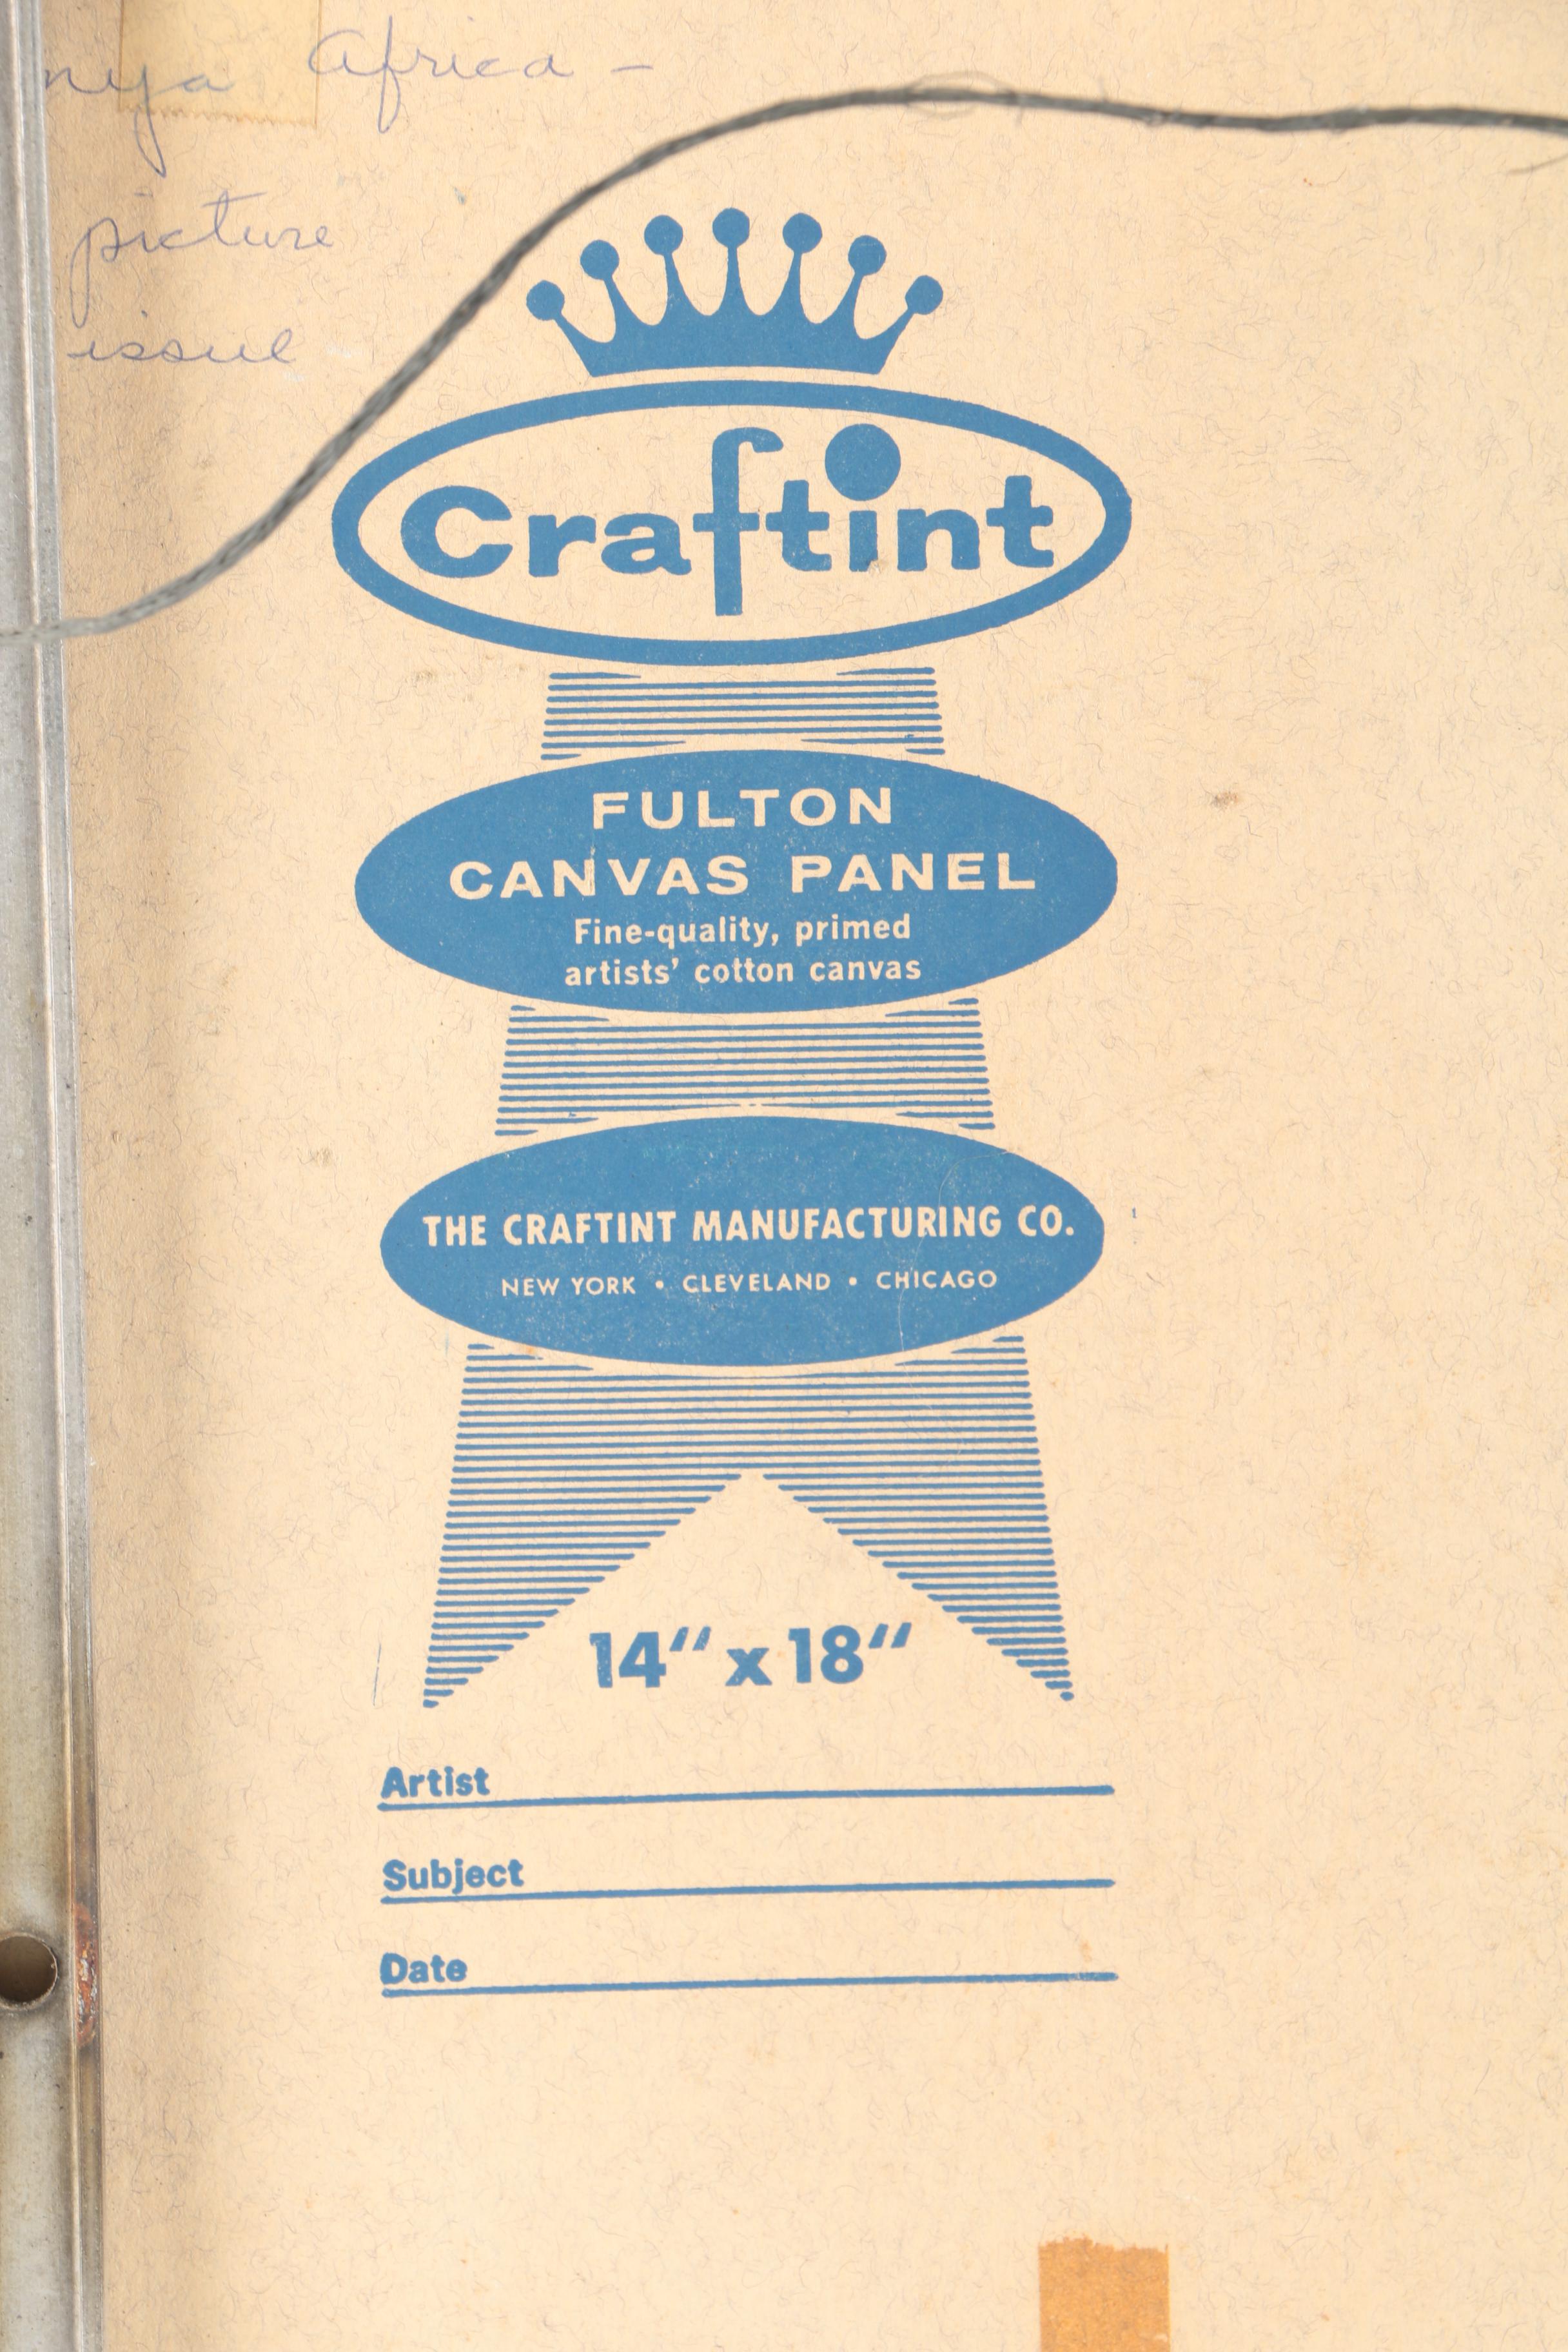 nya Africa -
picture
issue
Craftint
FULTON
CANVAS PANEL
Fine-quality, primed
artists’ cotton canvas
THE CRAFTINT MANUFACTURING CO.
NEW YORK • CLEVELAND • CHICAGO
14“ x 18“
Artist
Subject
Date